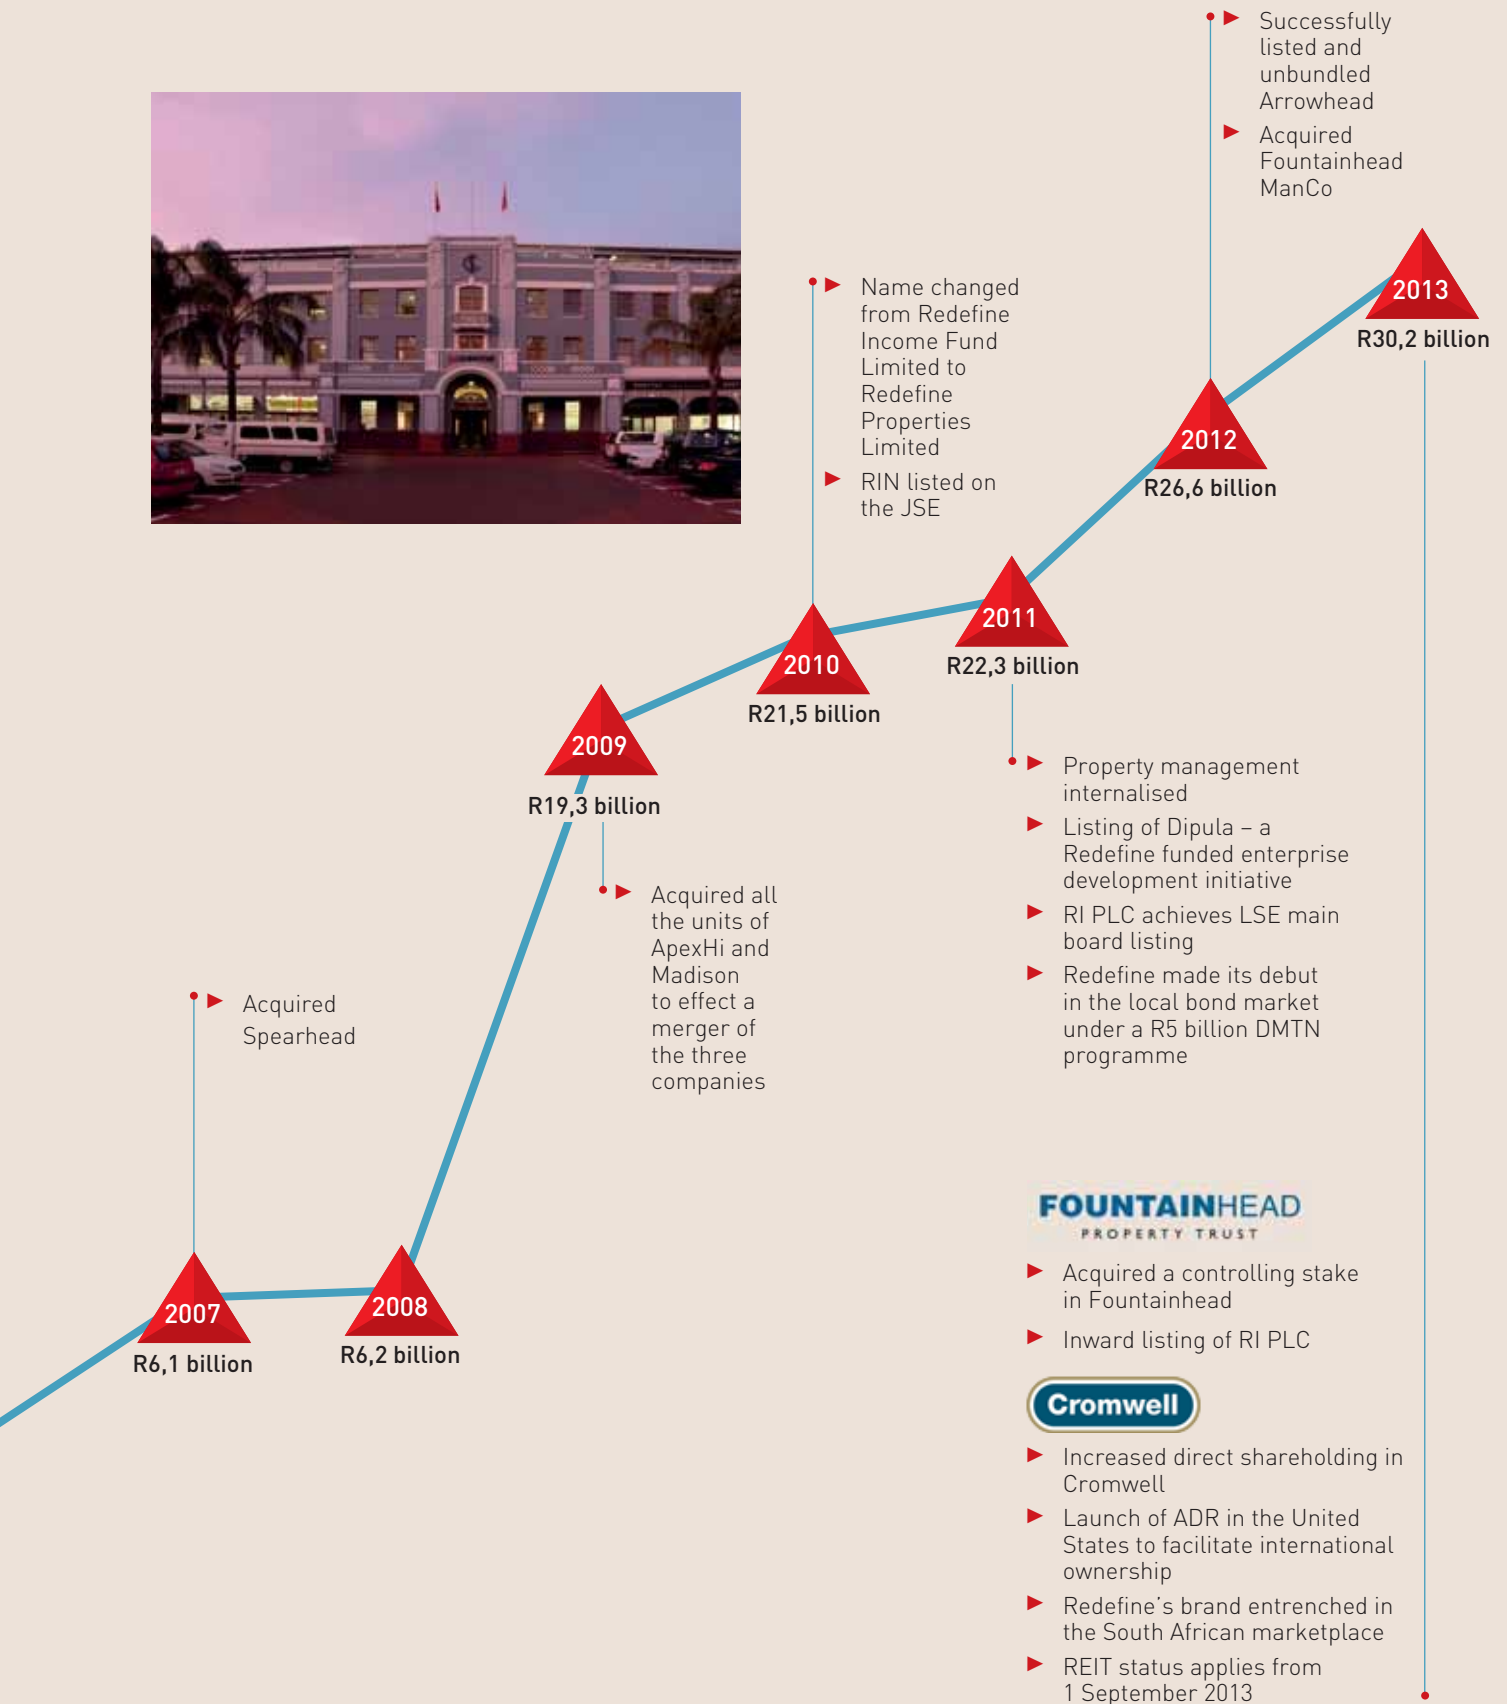 Successfully
listed and
unbundled
Arrowhead
Acquired
Fountainhead
ManCo
2013
R30,2 billion
Name changed
from Redefine
Income Fund
Limited to
Redefine
Properties
Limited
RIN listed on
the JSE
2012
R26,6 billion
2011
R22,3 billion
2010
R21,5 billion
2009
R19,3 billion
Property management
internalised
Listing of Dipula – a
Redefine funded enterprise
development initiative
RI PLC achieves LSE main
board listing
Redefine made its debut
in the local bond market
under a R5 billion DMTN
programme
Acquired all
the units of
ApexHi and
Madison
to effect a
merger of
the three
companies
Acquired
Spearhead
2007
R6,1 billion
2008
R6,2 billion
FOUNTAINHEAD
PROPERTY TRUST
Acquired a controlling stake
in Fountainhead
Inward listing of RI PLC
Cromwell
Increased direct shareholding in
Cromwell
Launch of ADR in the United
States to facilitate international
ownership
Redefine's brand entrenched in
the South African marketplace
REIT status applies from
1 September 2013